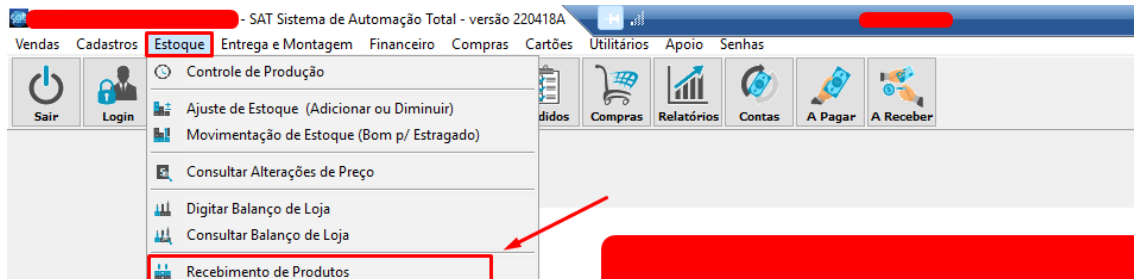 - SAT Sistema de Automação Total - versão 220418A
Vendas Cadastros Estoque Entrega e Montagem Financeiro Compras Cartões Utilitários Apoio Senhas
Controle de Produção
Sair Login Compras Relatórios Contas A Pagar A Receber
Ajuste de Estoque (Adicionar ou Diminuir)
Movimentação de Estoque (Bom p/ Estragado)
Consultar Alterações de Preço
Digitar Balanço de Loja
Consultar Balanço de Loja
Recebimento de Produtos